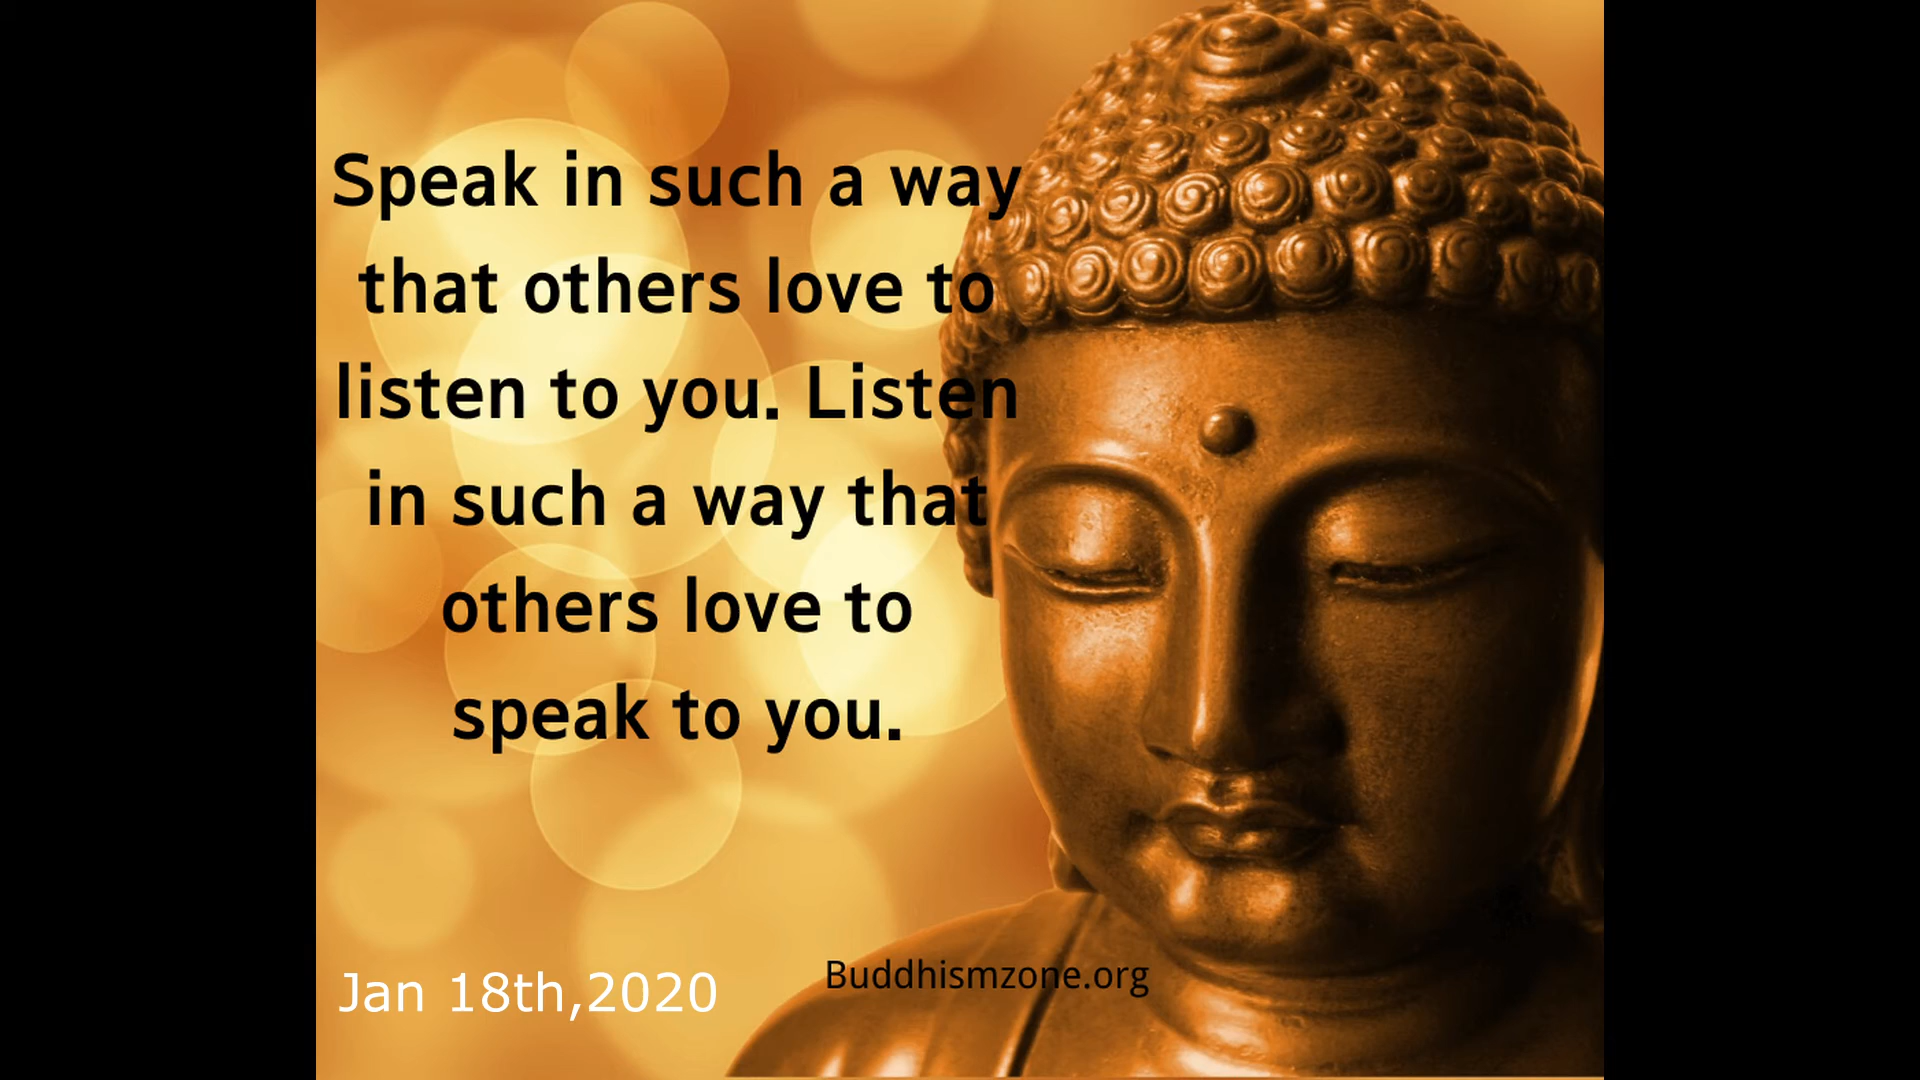 Speak in such a way
that others love to
listen to you. Listen
in such a way that
others love to
speak to you.
Jan 18th,2020
Buddhismzone.org